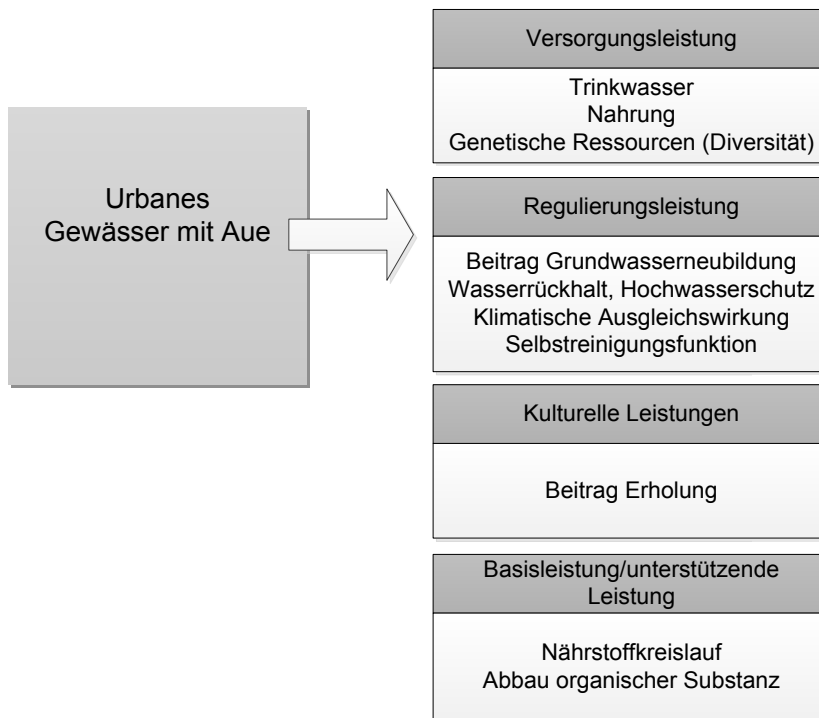 Urbanes
Gewässer mit Aue
Versorgungsleistung
Trinkwasser
Nahrung
Genetische Ressourcen (Diversität)
Regulierungsleistung
Beitrag Grundwasserneubildung
Wasserrückhalt, Hochwasserschutz
Klimatische Ausgleichswirkung
Selbstreinigungsfunktion
Kulturelle Leistungen
Beitrag Erholung
Basisleistung/unterstützende
Leistung
Nährstoffkreislauf
Abbau organischer Substanz